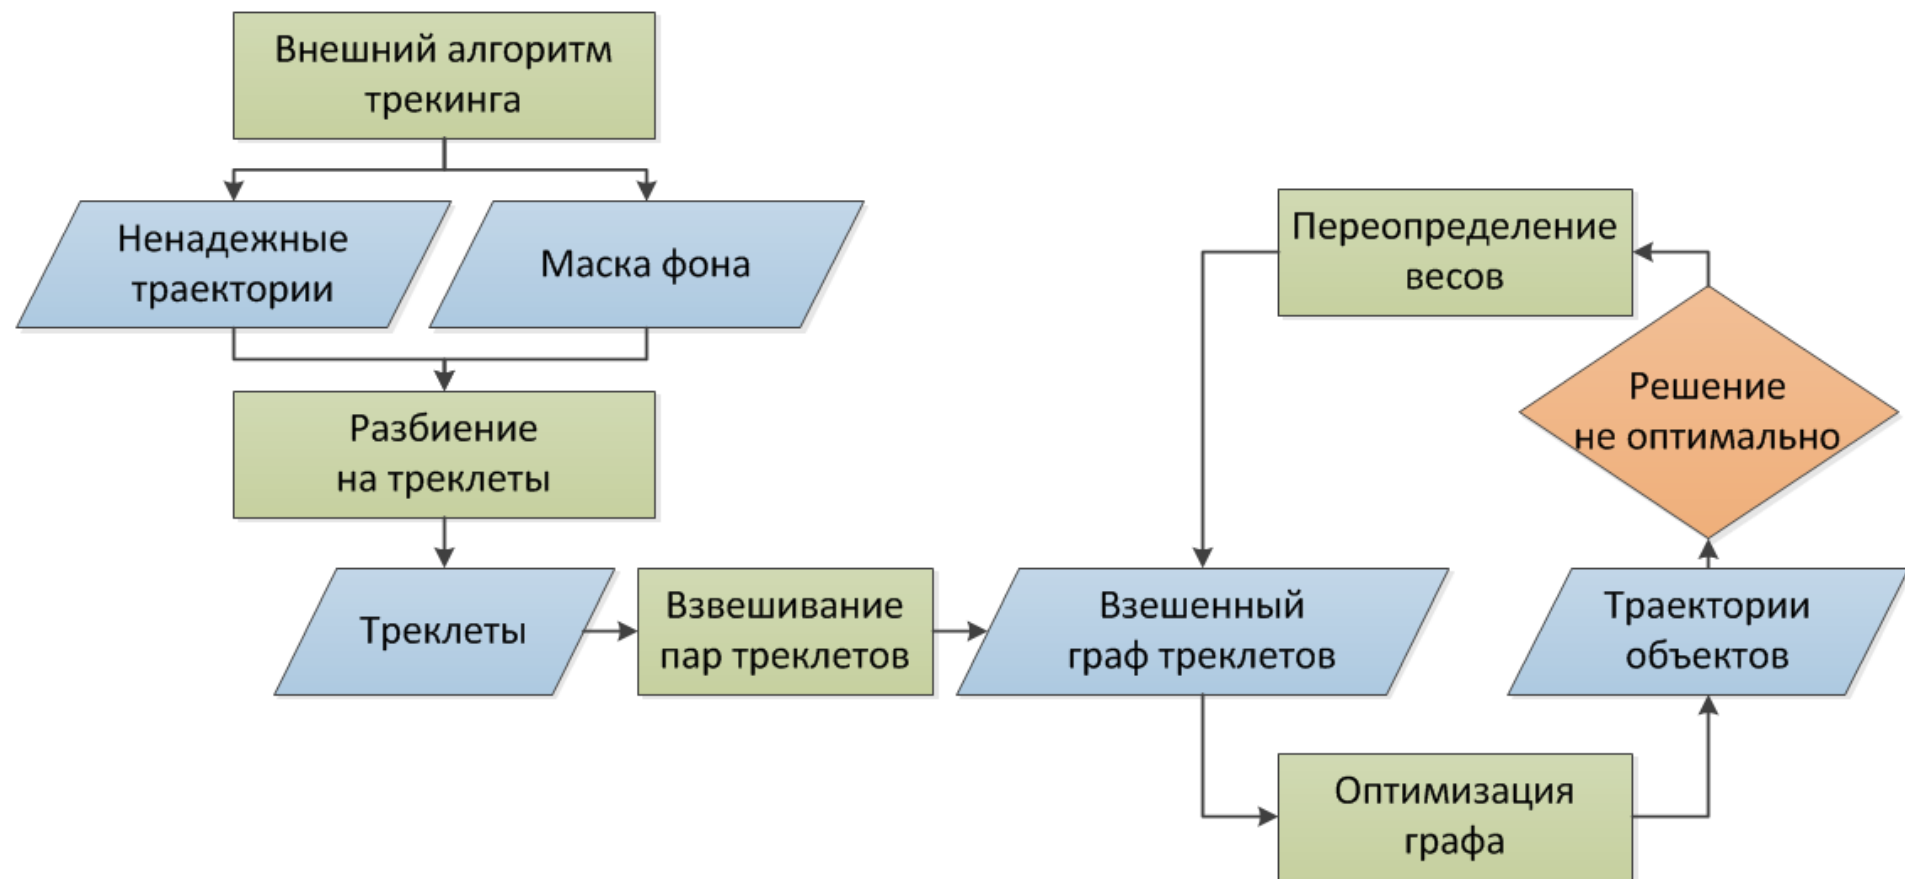 Внешний алгоритм
трекинга
Ненадежные
траектории
Маска фона
Разбиение
на треклеты
Треклеты
Взвешивание
пар треклетов
Взешенный
граф треклетов
Оптимизация
графа
Траектории
объектов
Решение
не оптимально
Переопределение
весов